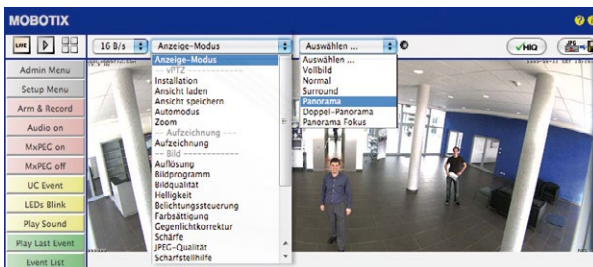 MOBOTIX
LIVE
16 B/s
Anzeige-Modus
Auswählen ...
HiQ
JPG
Admin Menu
Setup Menu
Arm & Record
Audio on
MxPEG on
MxPEG off
UC Event
LEDs Blink
Play Sound
Play Last Event
Event List
Anzeige-Modus
-- vPTZ --------------
Installation
Ansicht laden
Ansicht speichern
Automodus
Zoom
-- Aufzeichnung ---
Aufzeichnung
-- Bild --------------
Auflösung
Bildprogramm
Bildqualität
Helligkeit
Belichtungssteuerung
Farbsättigung
Gegenlichtkorrektur
Schärfe
JPEG-Qualität
Scharfstellhilfe
Auswählen ...
Vollbild
Normal
Surround
Panorama
Doppel-Panorama
Panorama Fokus